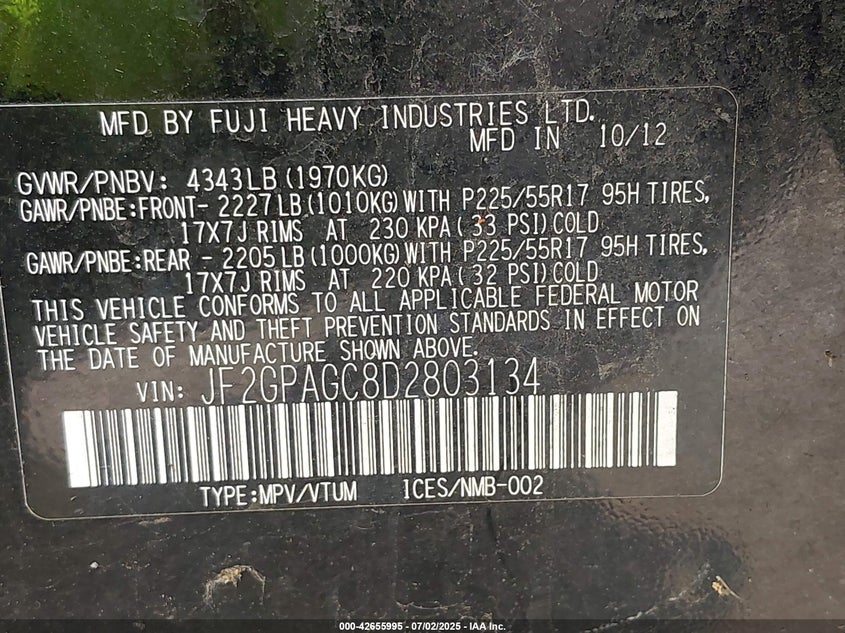 MFD BY FUJI HEAVY INDUSTRIES LTD.
MFD IN 10/12
GVWR/PNBV: 4343LB(1970KG)
GAWR/PNBE:FRONT- 2227LB(1010KG)WITH P225/55R17 95H TIRES,
17X7J RIMS AT 230 KPA(33 PSI)COLD
GAWR/PNBE:REAR - 2205LB(1000KG)WITH P225/55R17 95H TIRES,
17X7J RIMS AT 220 KPA(32 PSI)COLD
THIS VEHICLE CONFORMS TO ALL APPLICABLE FEDERAL MOTOR
VEHICLE SAFETY AND THEFT PREVENTION STANDARDS IN EFFECT ON
THE DATE OF MANUFACTURE SHOWN ABOVE.
VIN: JF2GPAGC8D2803134
TYPE:MPV/VTUM ICES/NMB-002
000-42655995 - 07/02/2025 - IAA, Inc.